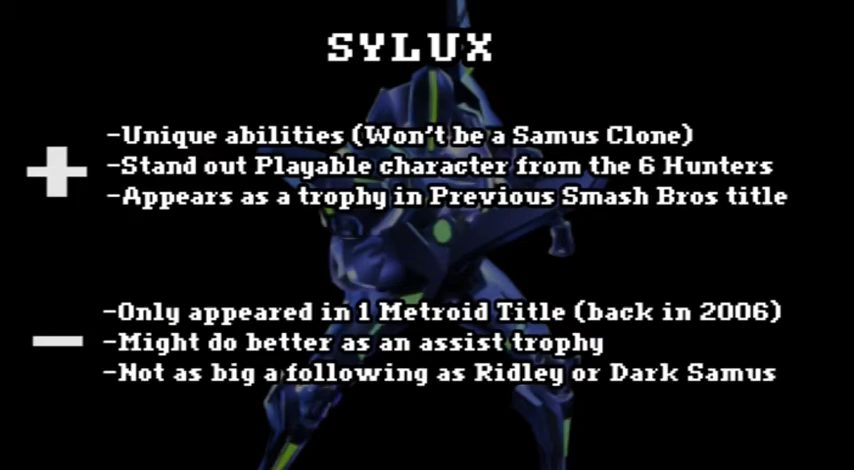 SYLUX
-Unique abilities (Won't be a Samus Clone)
-Stand out Playable character from the 6 Hunters
-Appears as a trophy in Previous Smash Bros title
-Only appeared in 1 Metroid Title (back in 2006)
-Might do better as an assist trophy
-Not as big a following as Ridley or Dark Samus